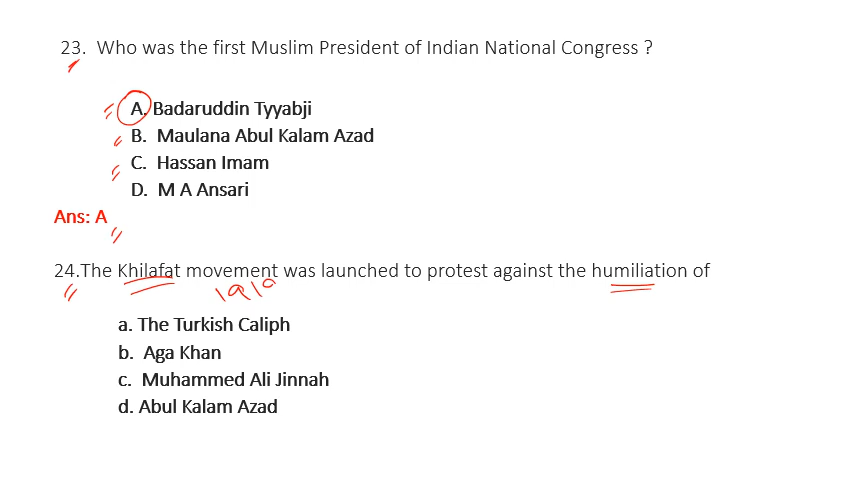 23. Who was the first Muslim President of Indian National Congress ?
A. Badaruddin Tyyabji
B. Maulana Abul Kalam Azad
C. Hassan Imam
D. M A Ansari
Ans: A
24.The Khilafat movement was launched to protest against the humiliation of
1919
a. The Turkish Caliph
b. Aga Khan
c. Muhammed Ali Jinnah
d. Abul Kalam Azad